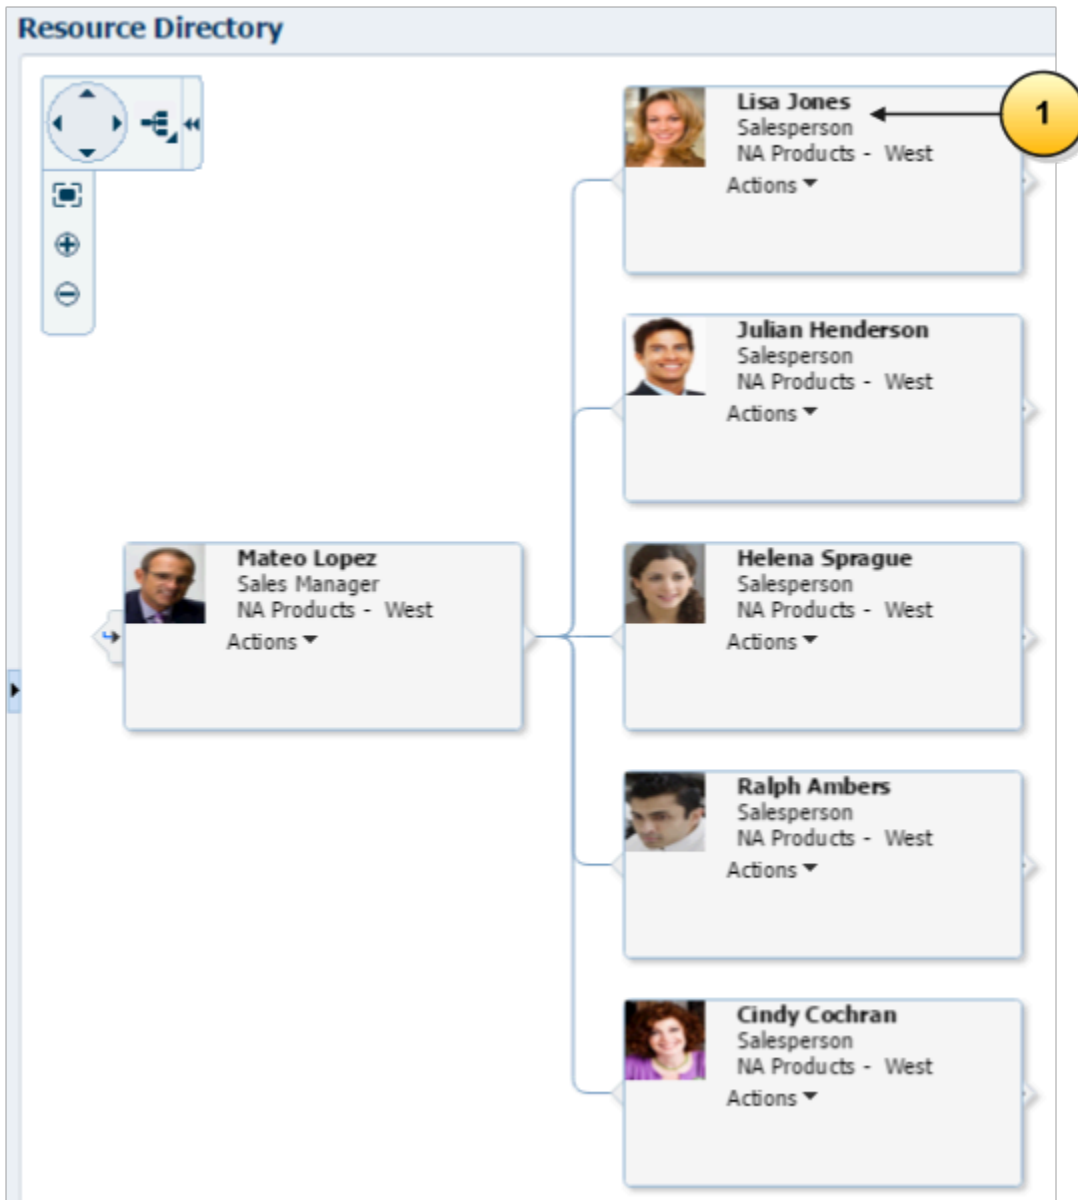 Resource Directory
Lisa Jones
Salesperson
NA Products - West
Actions
1
Julian Henderson
Salesperson
NA Products - West
Actions
Mateo Lopez
Sales Manager
NA Products - West
Actions
Helena Sprague
Salesperson
NA Products - West
Actions
Ralph Ambers
Salesperson
NA Products - West
Actions
Cindy Cochran
Salesperson
NA Products - West
Actions